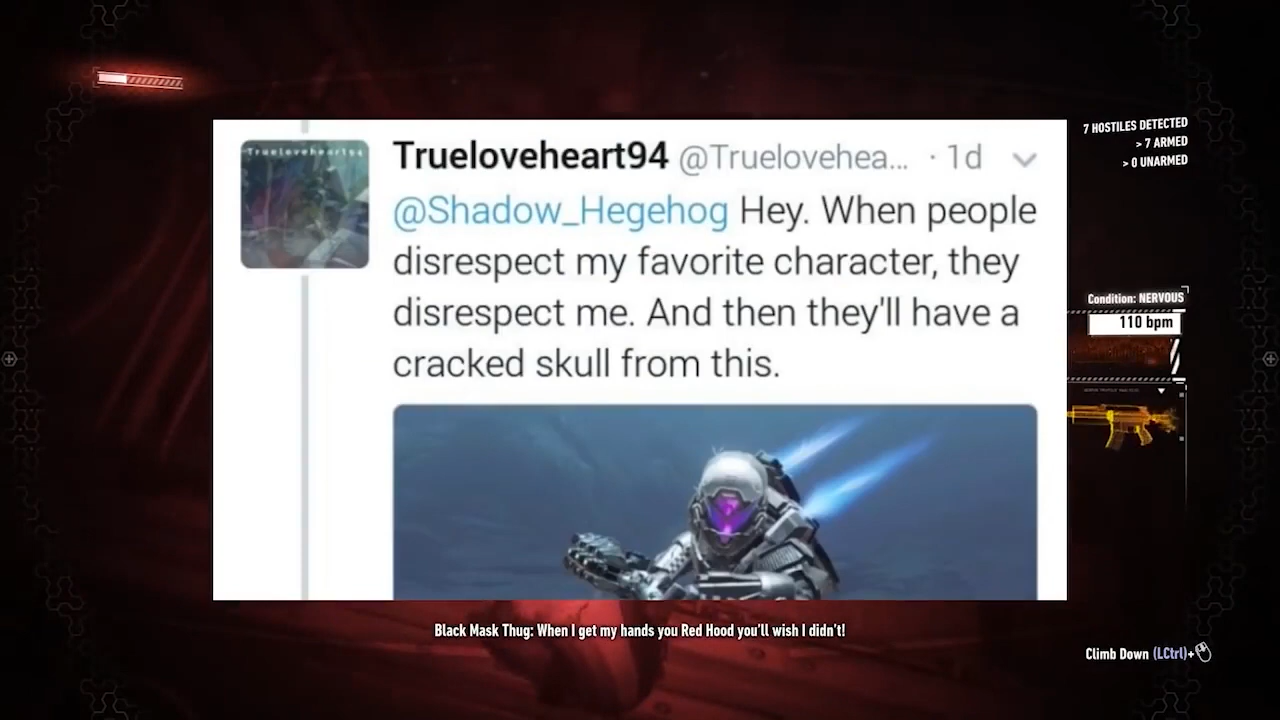 Trueloveheart94
Trueloveheart94 @Truelovehea... · 1d
@Shadow_Hegehog Hey. When people
disrespect my favorite character, they
disrespect me. And then they'll have a
cracked skull from this.
7 HOSTILES DETECTED
> 7 ARMED
> 0 UNARMED
Condition: NERVOUS
110 bpm
Black Mask Thug: When I get my hands you Red Hood you'll wish I didn't!
Climb Down (LCtrl)+